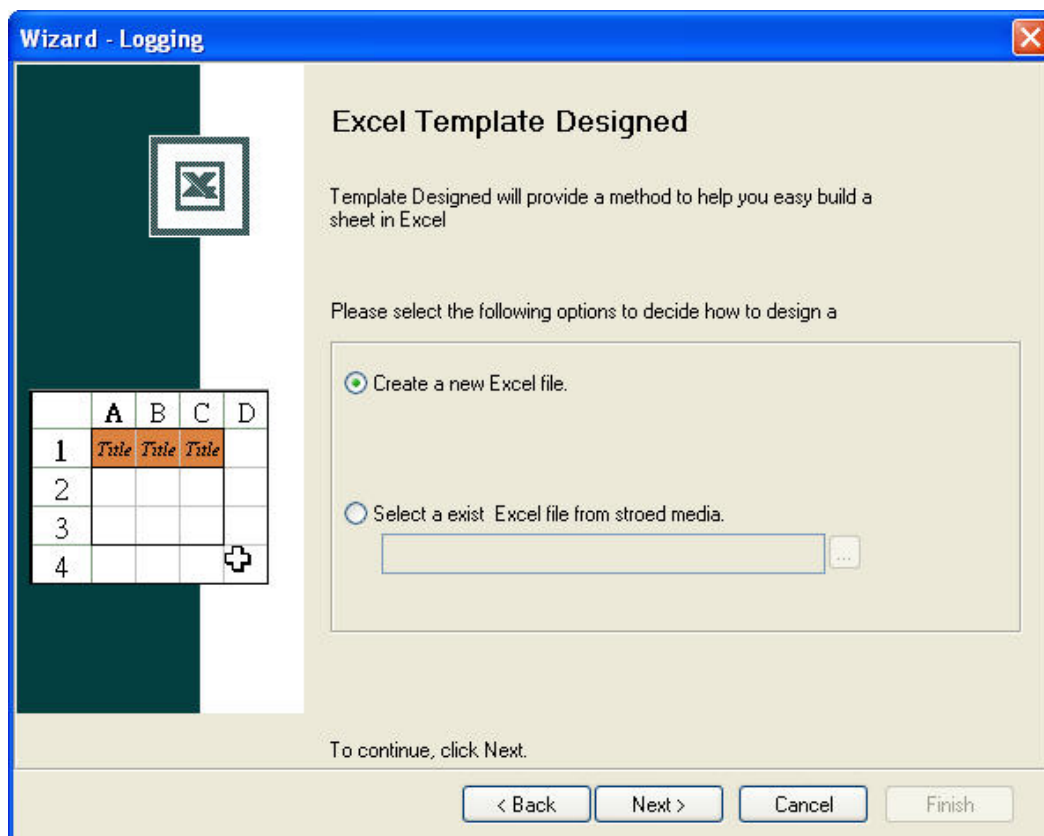 Wizard - Logging
Excel Template Designed
Template Designed will provide a method to help you easy build a
sheet in Excel
Please select the following options to decide how to design a
Create a new Excel file.
A B C D
1 Title Title Title
2
3
4
Select a exist Excel file from stroed media.
...
To continue, click Next.
< Back Next > Cancel Finish